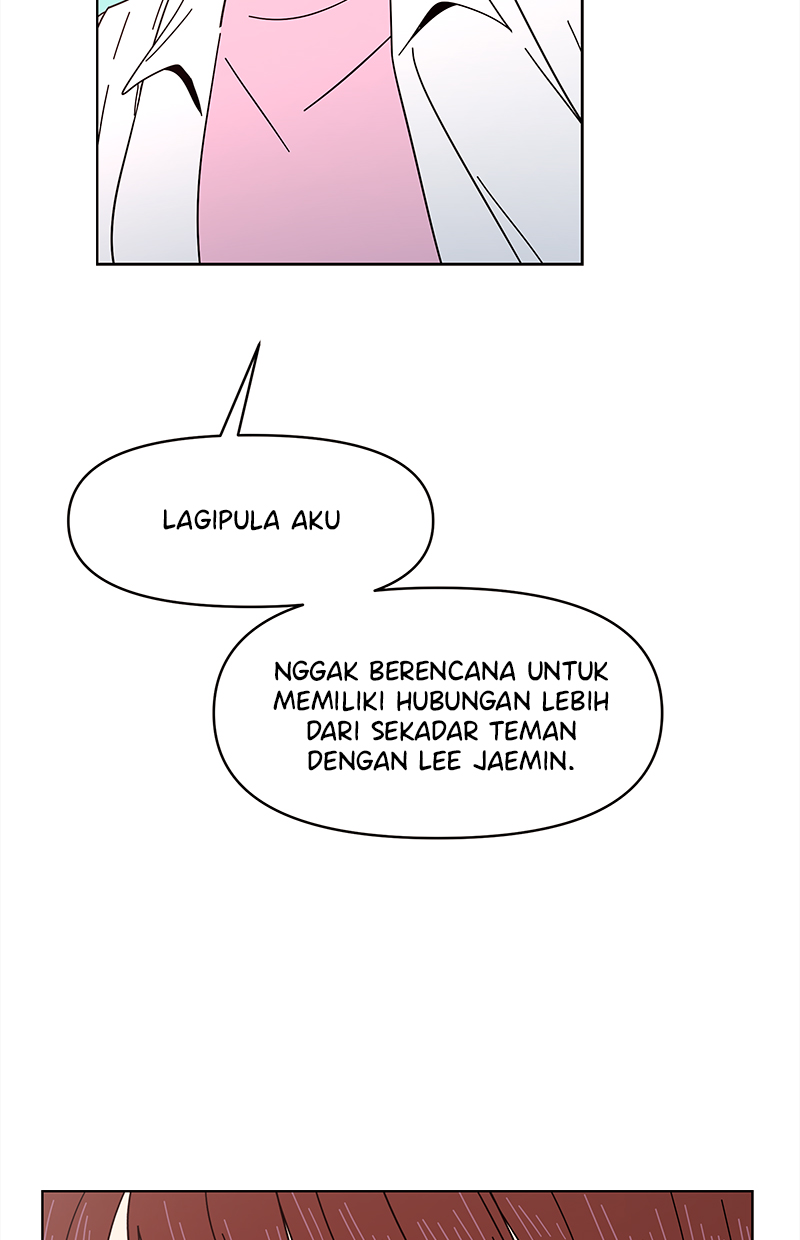 LAGIPULA AKU
NGGAK BERENCANA UNTUK
MEMILIKI HUBUNGAN LEBIH
DARI SEKADAR TEMAN
DENGAN LEE JAEMIN.